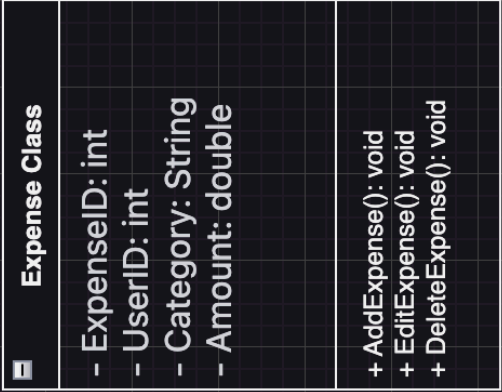 Expense Class
- ExpenseID: int
- UserID: int
- Category: String
- Amount: double
+ AddExpense(): void
+ EditExpense(): void
+ DeleteExpense(): void